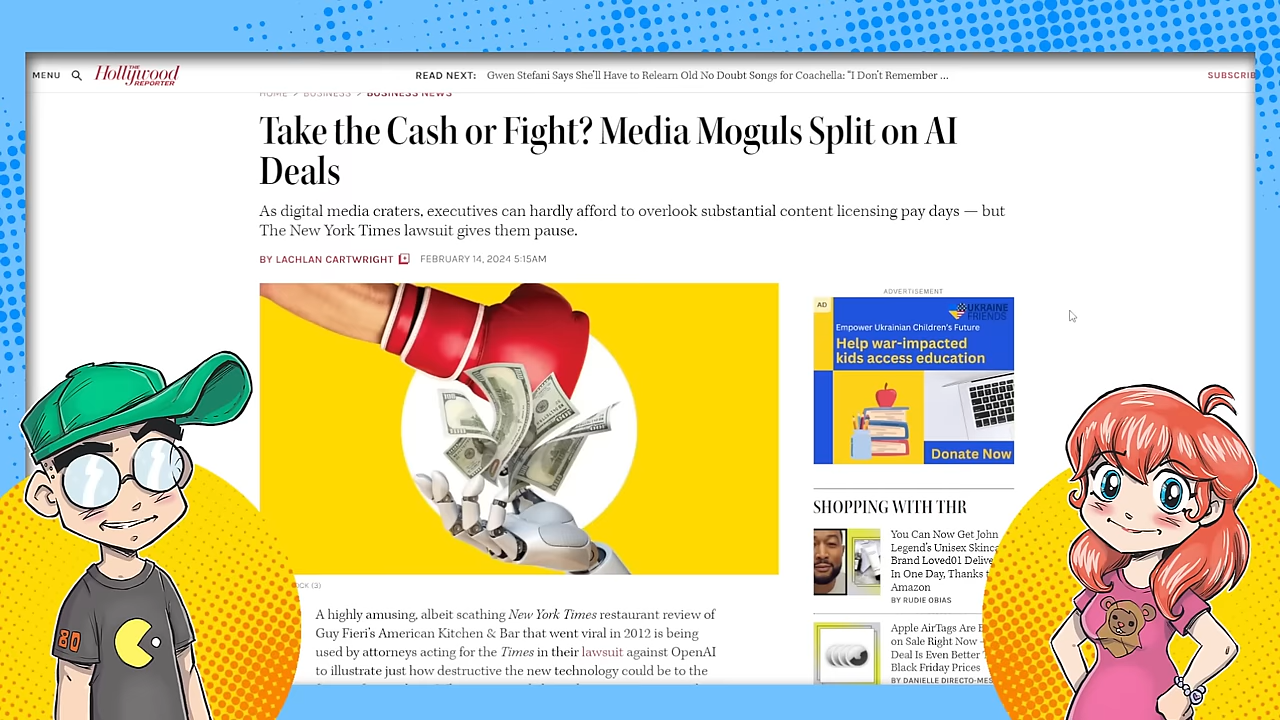 MENU
THE
Hollywood
REPORTER
READ NEXT: Gwen Stefani Says She'll Have to Relearn Old No Doubt Songs for Coachella: “I Don't Remember ...
SUBSCRIB
HOME > BUSINESS > BUSINESS NEWS
Take the Cash or Fight? Media Moguls Split on AI
Deals
As digital media craters, executives can hardly afford to overlook substantial content licensing pay days — but
The New York Times lawsuit gives them pause.
BY LACHLAN CARTWRIGHT
FEBRUARY 14, 2024 5:15AM
ADVERTISEMENT
AD
UKRAINE
FRIENDS
Empower Ukrainian Children's Future
Help war-impacted
kids access education
Donate Now
(3)
A highly amusing, albeit scathing New York Times restaurant review of
Guy Fieri's American Kitchen & Bar that went viral in 2012 is being
used by attorneys acting for the Times in their lawsuit against OpenAI
to illustrate just how destructive the new technology could be to the
SHOPPING WITH THR
You Can Now Get John
Legend's Unisex Skinc
Brand Loved01 Delive
In One Day, Thanks t
Amazon
BY RUDIE OBIAS
Apple AirTags Are
on Sale Right Now
Deal Is Even Better
Black Friday Prices
BY DANIELLE DIRECTO-MES
80